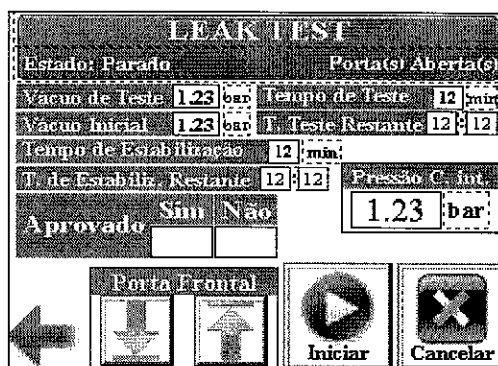 LEAK TEST
Estado: Parado Porta(s) Aberta(s)
Vacuo de Teste 1.23 bar Tempo de Teste 12 min
Vacuo Inicial 1.23 bar T. Teste Restante 12 : 12
Tempo de Estabilização 12 min.
T. de Estabiliz. Restante 12 : 12 Pressão C. int.
Aprovado Sim Não 1.23 bar
Porta Frontal
Iniciar Cancelar